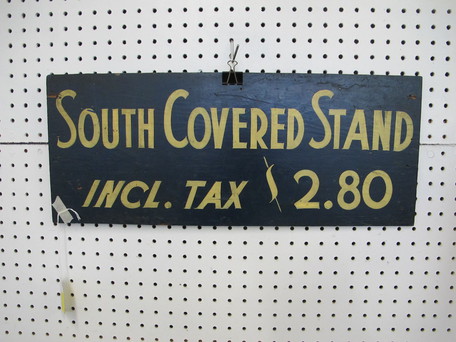 SOUTH COVERED STAND
INCL. TAX $2.80